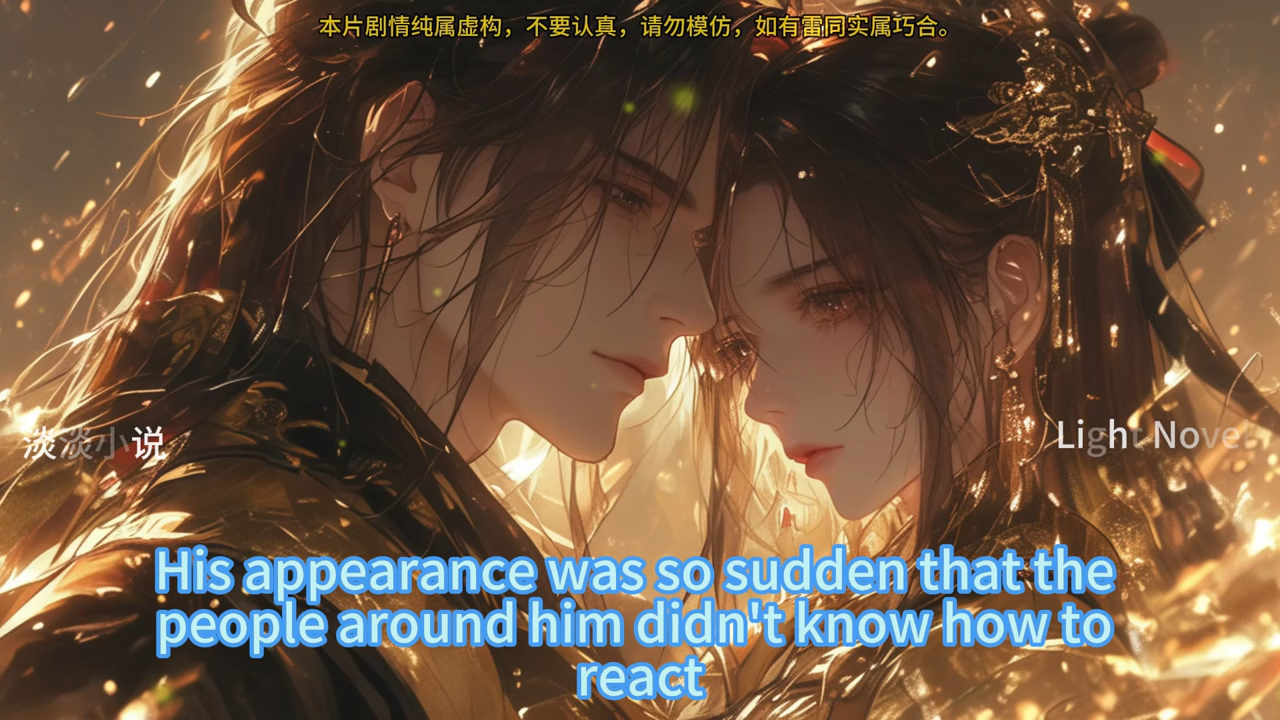 本片剧情纯属虚构，不要认真，请勿模仿，如有雷同实属巧合。
淡淡小说
Light Nove
His appearance was so sudden that the
people around him didn't know how to
react